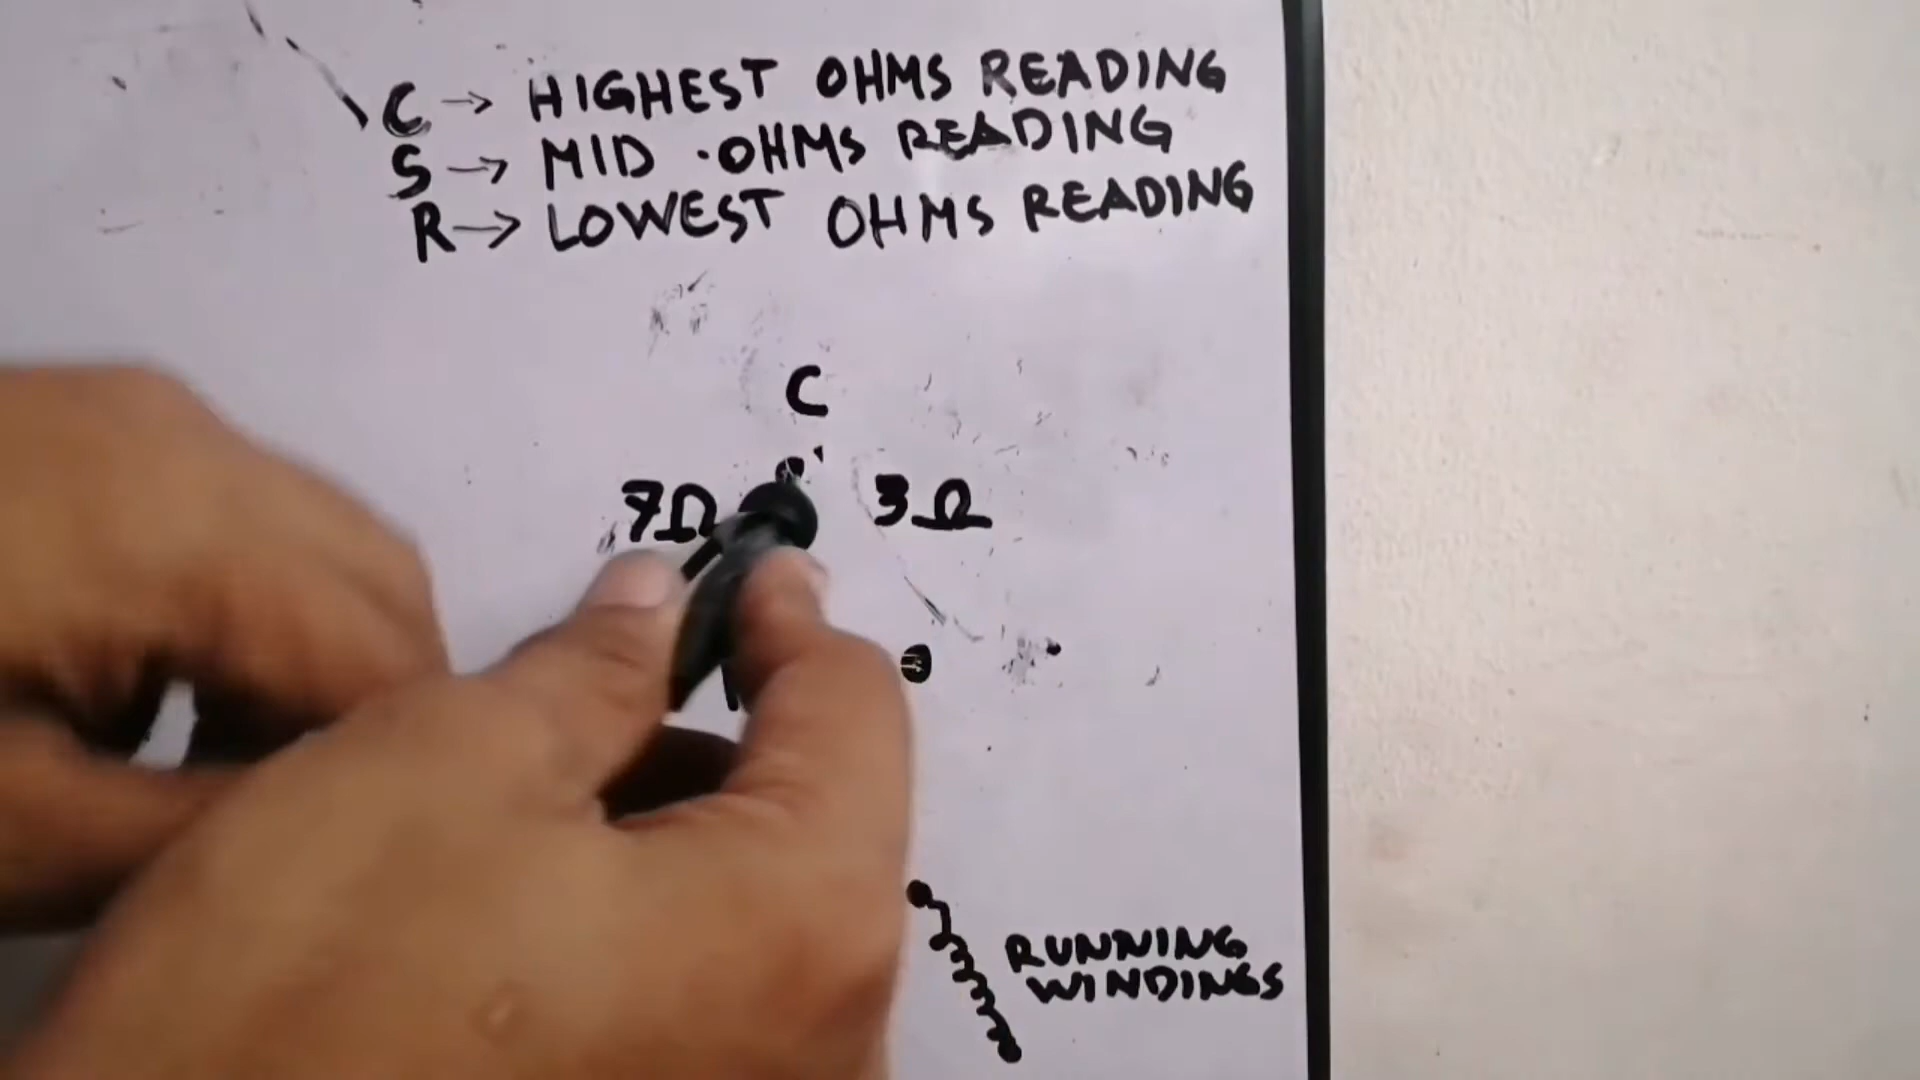 C → HIGHEST OHMS READING
S → MID . OHMS READING
R → LOWEST OHMS READING
C
7Ω 3Ω
RUNNING
WINDINGS